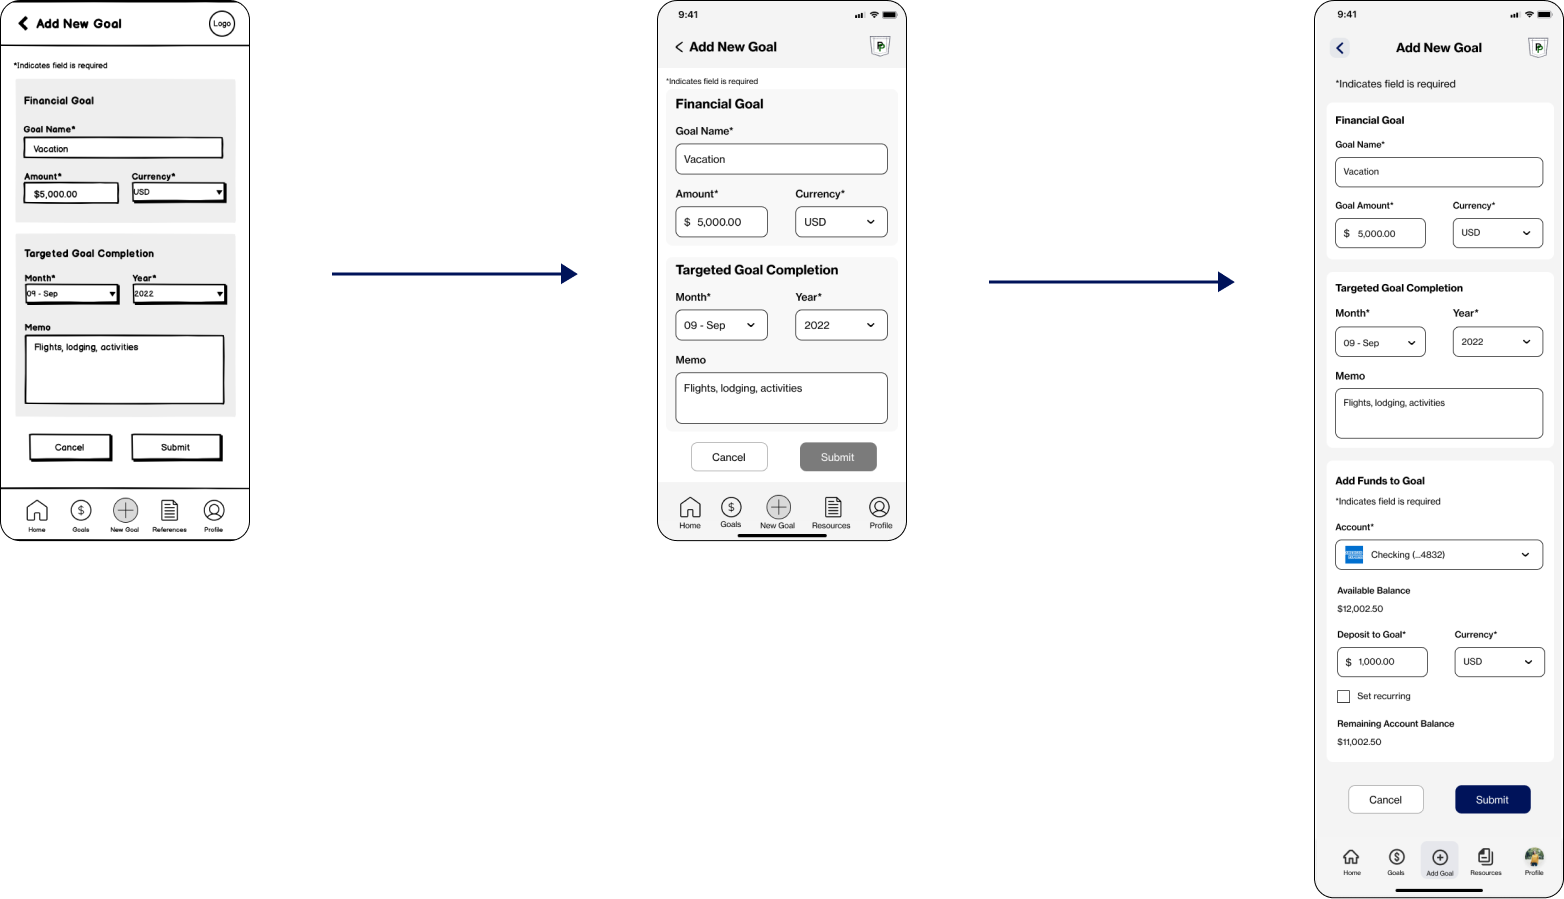 Add New Goal
Logo
*Indicates field is required
Financial Goal
Goal Name*
Vacation
Amount* Currency*
$5,000.00 USD
Targeted Goal Completion
Month* Year*
09 - Sep 2022
Memo
Flights, lodging, activities
Cancel Submit
Home Goals New Goal References Profile
9:41
Add New Goal
*Indicates field is required
Financial Goal
Goal Name*
Vacation
Amount* Currency*
$ 5,000.00 USD
Targeted Goal Completion
Month* Year*
09 - Sep 2022
Memo
Flights, lodging, activities
Cancel Submit
Home Goals New Goal Resources Profile
9:41
Add New Goal
*Indicates field is required
Financial Goal
Goal Name*
Vacation
Goal Amount* Currency*
$ 5,000.00 USD
Targeted Goal Completion
Month* Year*
09 - Sep 2022
Memo
Flights, lodging, activities
Add Funds to Goal
*Indicates field is required
Account*
Checking (...4832)
Available Balance
$12,002.50
Deposit to Goal* Currency*
$ 1,000.00 USD
Set recurring
Remaining Account Balance
$11,002.50
Cancel Submit
Home Goals Add Goal Resources Profile